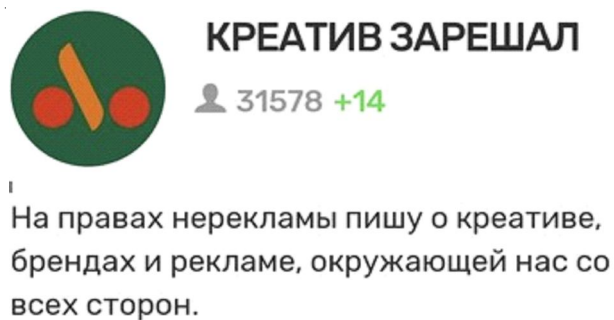 КРЕАТИВ ЗАРЕШАЛ
31578 +14
На правах нерекламы пишу о креативе,
брендах и рекламе, окружающей нас со
всех сторон.